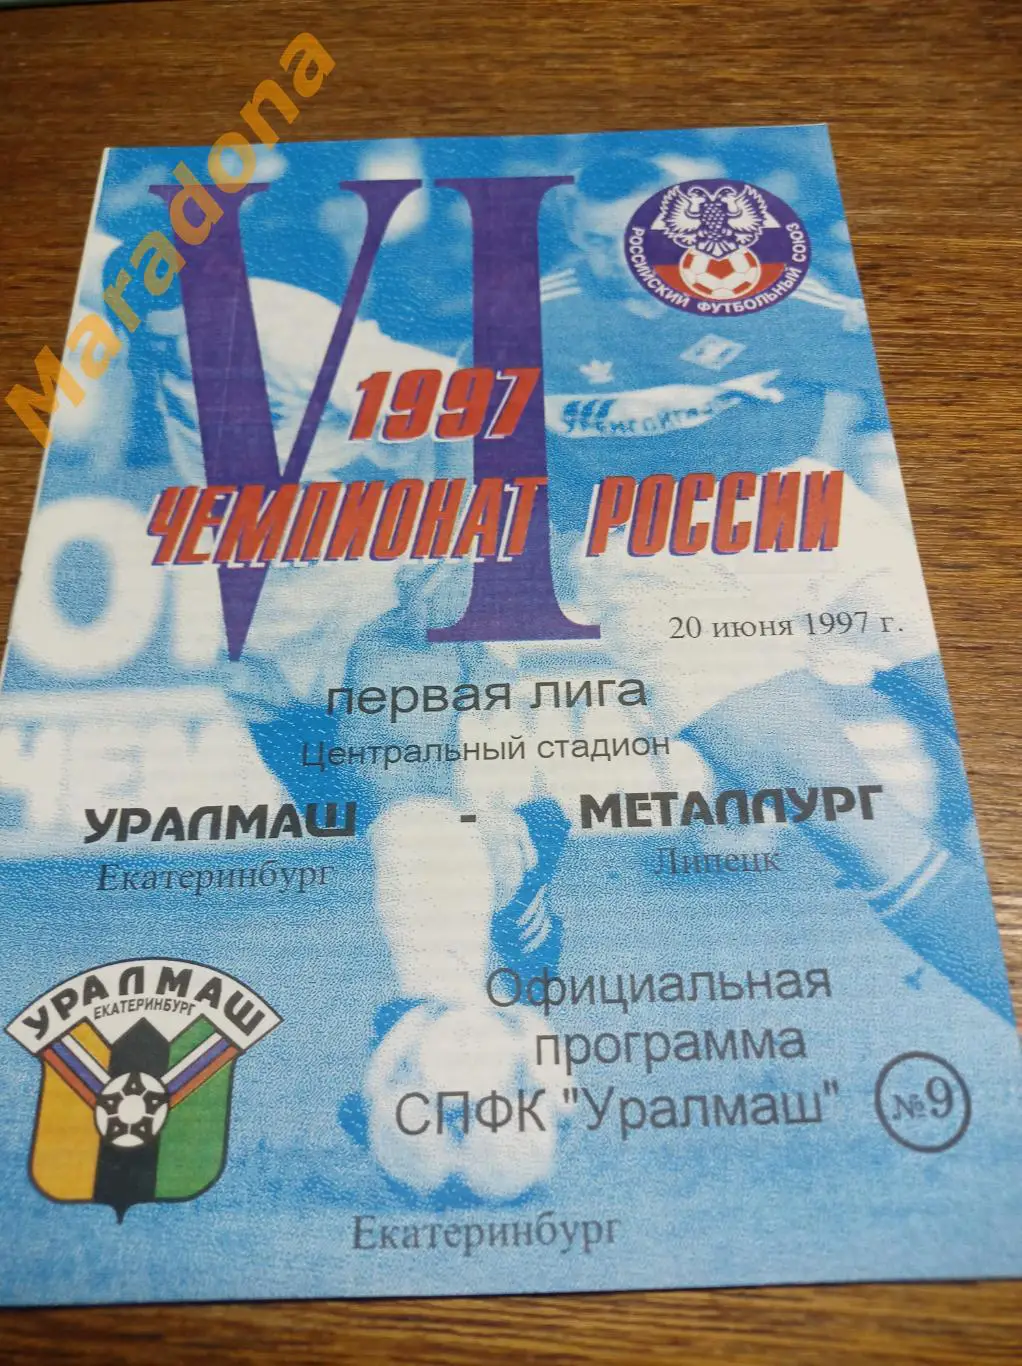 Maradona
VI
РОССИЙСКИЙ ФУТБОЛЬНЫЙ СОЮЗ
1997
ЧЕМПИОНАТ РОССИИ
20 июня 1997 г.
первая лига
Центральный стадион
УРАЛМАШ - МЕТАЛЛУРГ
Екатеринбург Липецк
УРАЛМАШ
ЕКАТЕРИНБУРГ
Официальная
программа
СПФК "Уралмаш"
№9
Екатеринбург